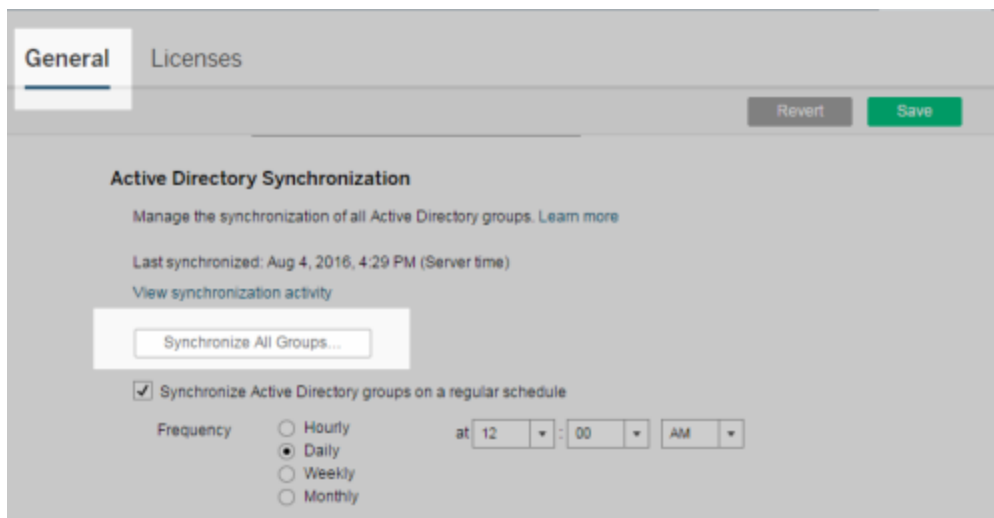 General Licenses
Revert Save
Active Directory Synchronization
Manage the synchronization of all Active Directory groups. Learn more
Last synchronized: Aug 4, 2016, 4:29 PM (Server time)
View synchronization activity
Synchronize All Groups...
Synchronize Active Directory groups on a regular schedule
Frequency Hourly at 12 : 00 AM
Daily
Weekly
Monthly